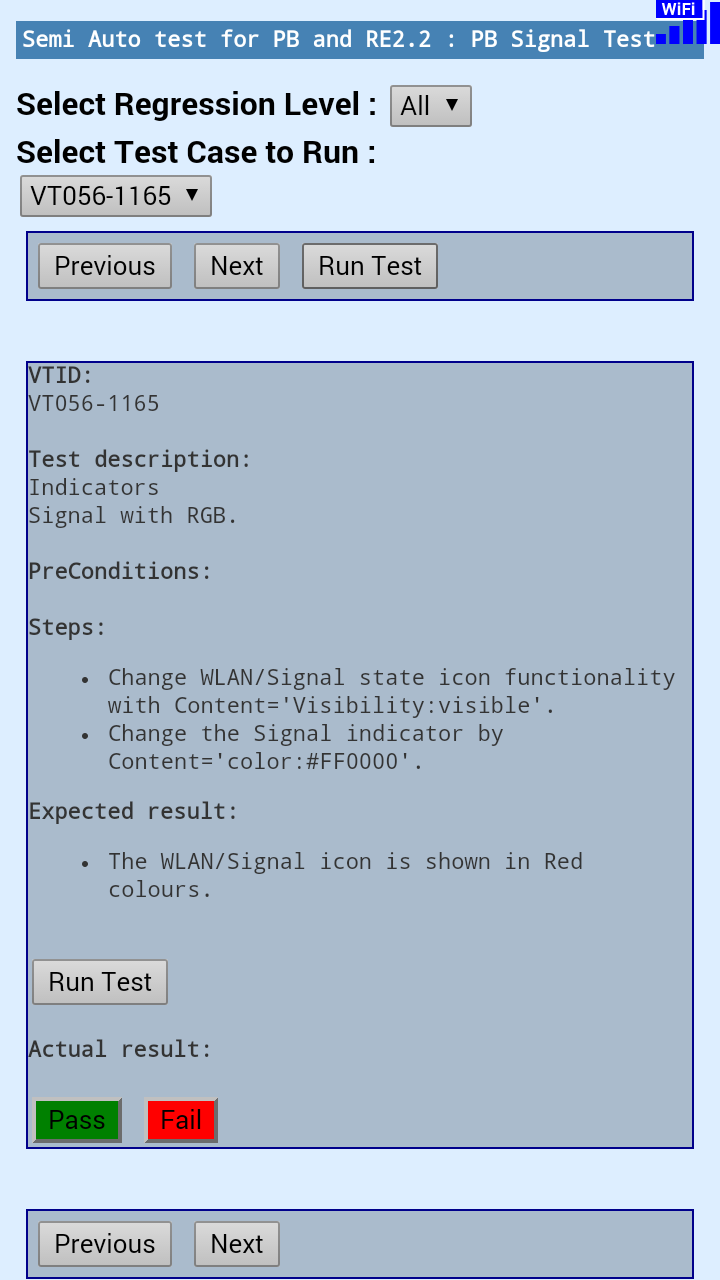 WiFi
Semi Auto test for PB and RE2.2 : PB Signal Test
Select Regression Level : All ▼
Select Test Case to Run :
VT056-1165 ▼
Previous Next Run Test
VTID:
VT056-1165
Test description:
Indicators
Signal with RGB.
PreConditions:
Steps:
• Change WLAN/Signal state icon functionality
with Content='Visibility:visible'.
• Change the Signal indicator by
Content='color:#FF0000'.
Expected result:
• The WLAN/Signal icon is shown in Red
colours.
Run Test
Actual result:
Pass Fail
Previous Next